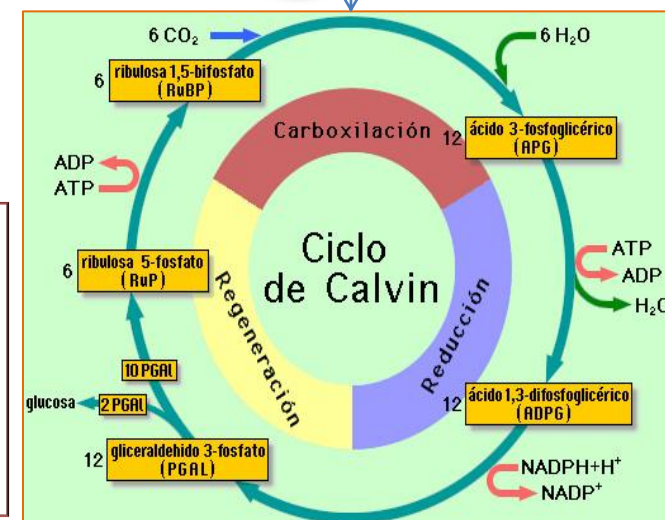 6 CO₂
6 H₂O
6
ribulosa 1,5-bifosfato
(RuBP)
Carboxilación
12
ácido 3-fosfoglicérico
(APG)
ADP
ATP
Ciclo
de Calvin
ATP
ADP
H₂O
6
ribulosa 5-fosfato
(RuP)
Regeneración
Reducción
10 PGAl
glucosa
2 PGAl
12
ácido 1,3-difosfoglicérico
(ADPG)
12
gliceraldehido 3-fosfato
(PGAL)
NADPH+H⁺
NADP⁺